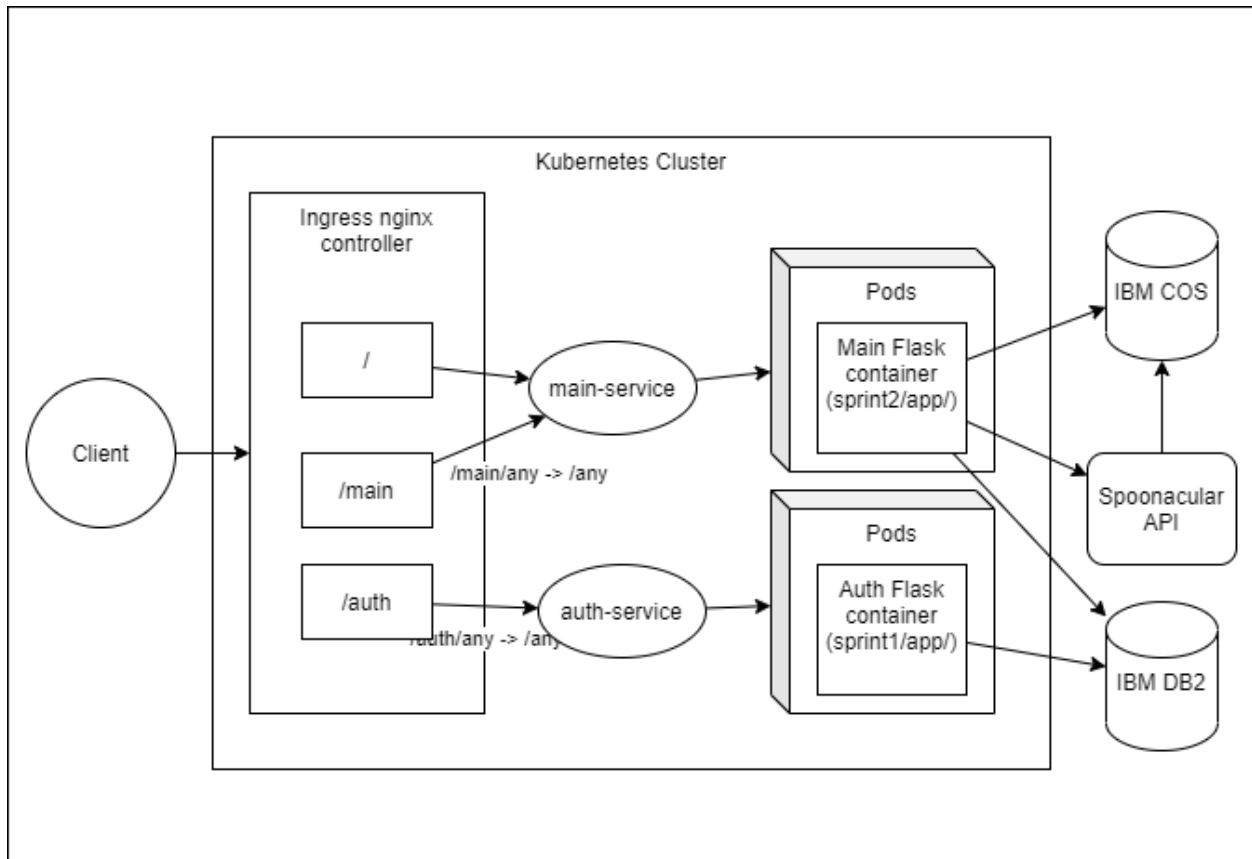 Kubernetes Cluster
Ingress nginx
controller
/
/main
/auth
Client
/main/any -> /any
/auth/any -> /any
main-service
auth-service
Pods
Main Flask
container
(sprint2/app/)
Pods
Auth Flask
container
(sprint1/app/)
IBM COS
Spoonacular
API
IBM DB2